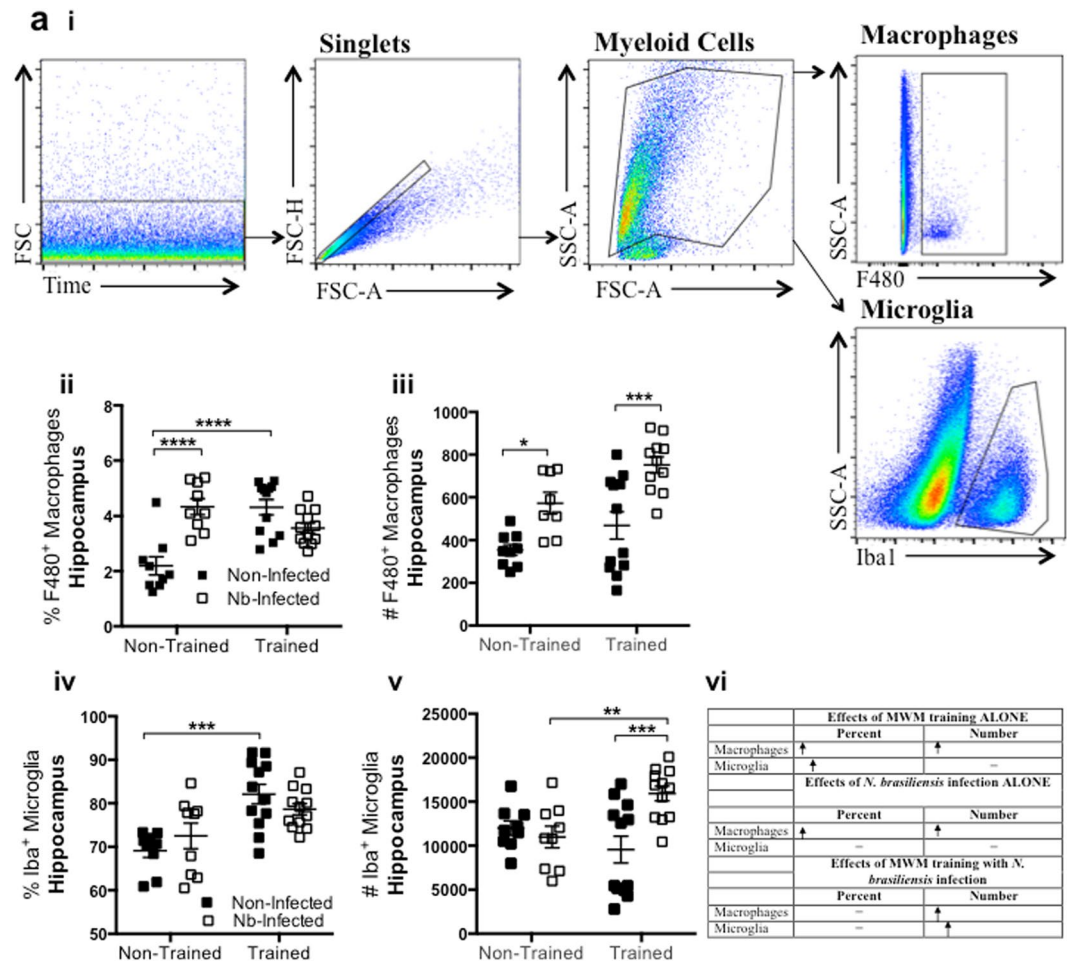 a i
Singlets
Myeloid Cells
Macrophages
FSC
Time
FSC-H
FSC-A
SSC-A
FSC-A
SSC-A
F480
Microglia
SSC-A
Iba1
ii
% F480+ Macrophages
Hippocampus
8
6
4
2
0
****
****
Non-Infected
Nb-Infected
Non-Trained
Trained
iii
# F480+ Macrophages
Hippocampus
1000
800
600
400
200
0
*
***
Non-Trained
Trained
iv
% Iba+ Microglia
Hippocampus
100
90
80
70
60
50
***
Non-Infected
Nb-Infected
Non-Trained
Trained
v
# Iba+ Microglia
Hippocampus
25000
20000
15000
10000
5000
0
**
***
Non-Trained
Trained
vi
Effects of MWM training ALONE
Percent Number
Macrophages ↑ ↑
Microglia ↑ –
Effects of N. brasiliensis infection ALONE
Percent Number
Macrophages ↑ ↑
Microglia – –
Effects of MWM training with N.
brasiliensis infection
Percent Number
Macrophages – ↑
Microglia – ↑